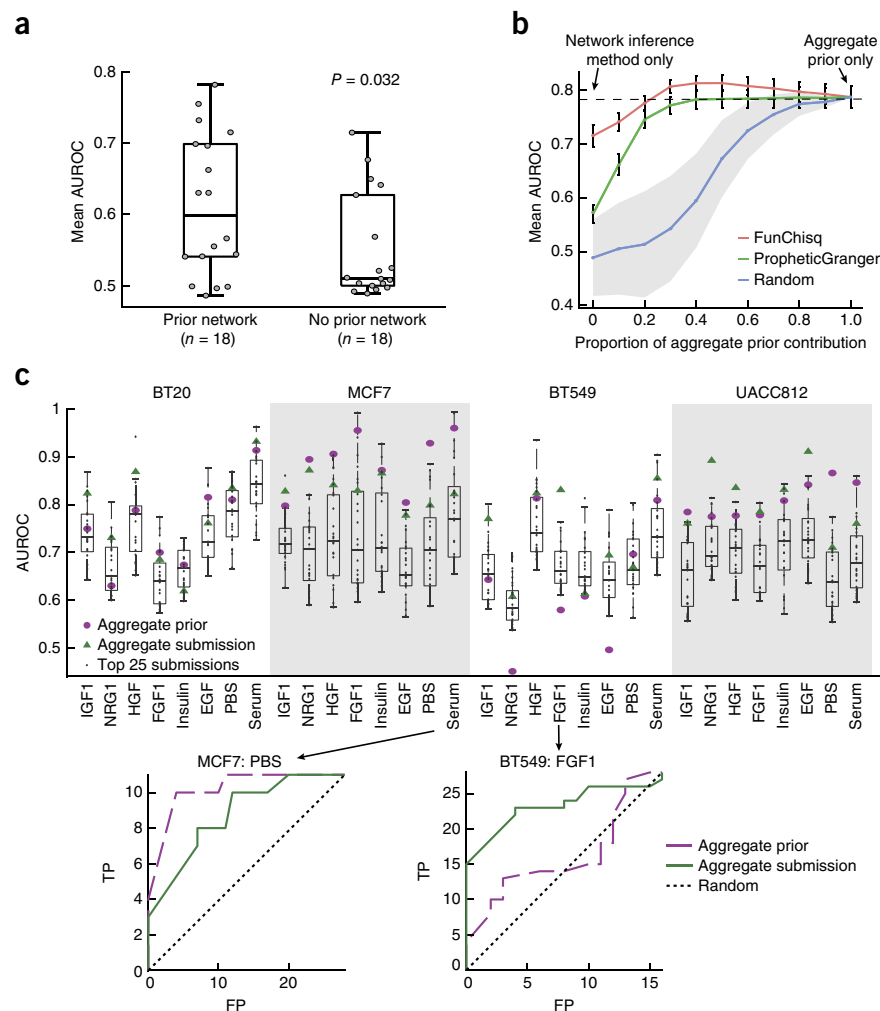 a
Mean AUROC
0.8
0.7
0.6
0.5
P = 0.032
Prior network
(n = 18)
No prior network
(n = 18)
b
Network inference
method only
Aggregate
prior only
Mean AUROC
0.8
0.7
0.6
0.5
0.4
FunChisq
PropheticGranger
Random
0 0.2 0.4 0.6 0.8 1.0
Proportion of aggregate prior contribution
c
BT20 MCF7 BT549 UACC812
AUROC
1
0.9
0.8
0.7
0.6
0.5
Aggregate prior
Aggregate submission
Top 25 submissions
IGF1 NRG1 HGF FGF1 Insulin EGF PBS Serum IGF1 NRG1 HGF FGF1 Insulin EGF PBS Serum IGF1 NRG1 HGF FGF1 Insulin EGF PBS Serum IGF1 NRG1 HGF FGF1 Insulin EGF PBS Serum
MCF7: PBS
TP
10
8
6
4
2
0
0 10 20
FP
BT549: FGF1
TP
25
20
15
10
5
0
0 5 10 15
FP
Aggregate prior
Aggregate submission
Random